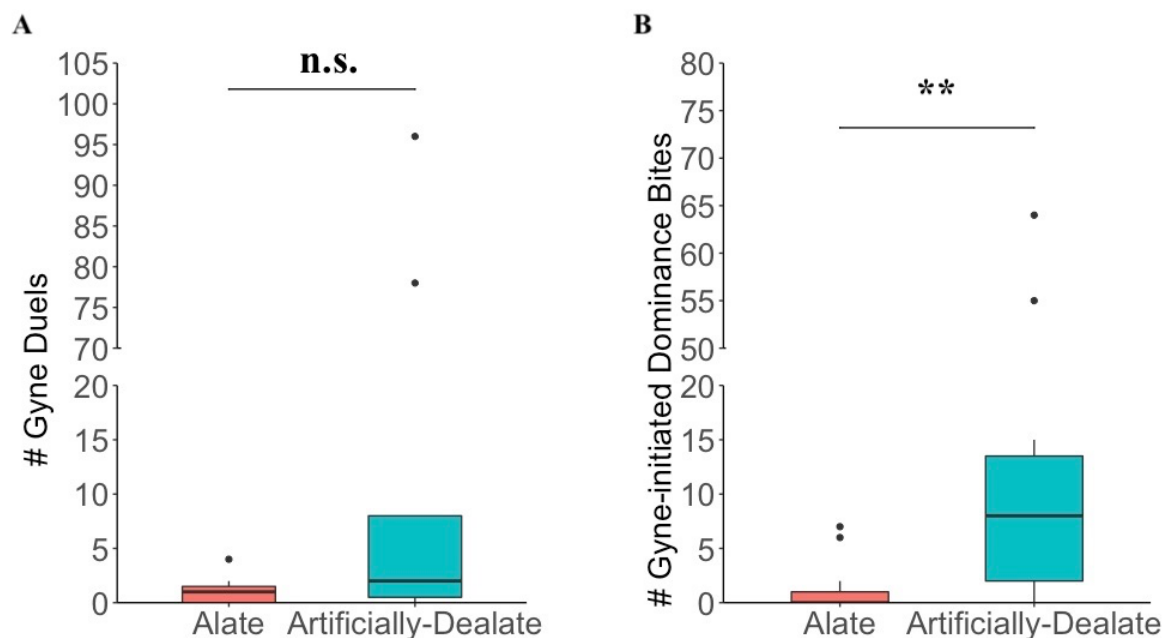 A
n.s.
# Gyne Duels
105
100
95
90
85
80
75
70
20
15
10
5
0
Alate
Artificially-Dealate
B
**
# Gyne-initiated Dominance Bites
80
75
70
65
60
55
50
20
15
10
5
0
Alate
Artificially-Dealate